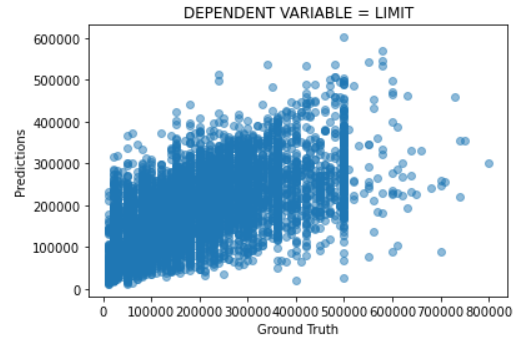 DEPENDENT VARIABLE = LIMIT
600000
500000
400000
300000
200000
100000
0
Predictions
0 100000 200000 300000 400000 500000 600000 700000 800000
Ground Truth